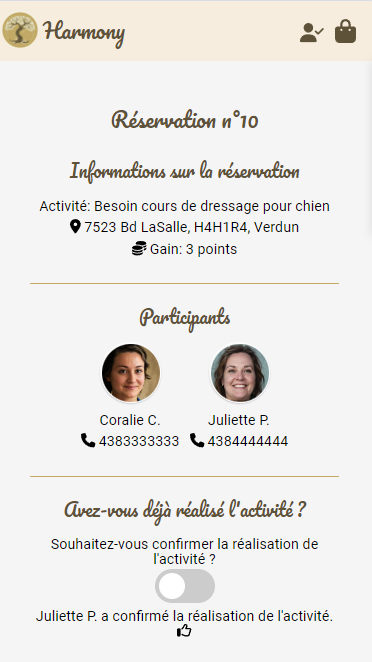 Harmony
Réservation n°10
Informations sur la réservation
Activité: Besoin cours de dressage pour chien
7523 Bd LaSalle, H4H1R4, Verdun
Gain: 3 points
Participants
Coralie C.
4383333333
Juliette P.
4384444444
Avez-vous déjà réalisé l'activité ?
Souhaitez-vous confirmer la réalisation de
l'activité ?
Juliette P. a confirmé la réalisation de l'activité.